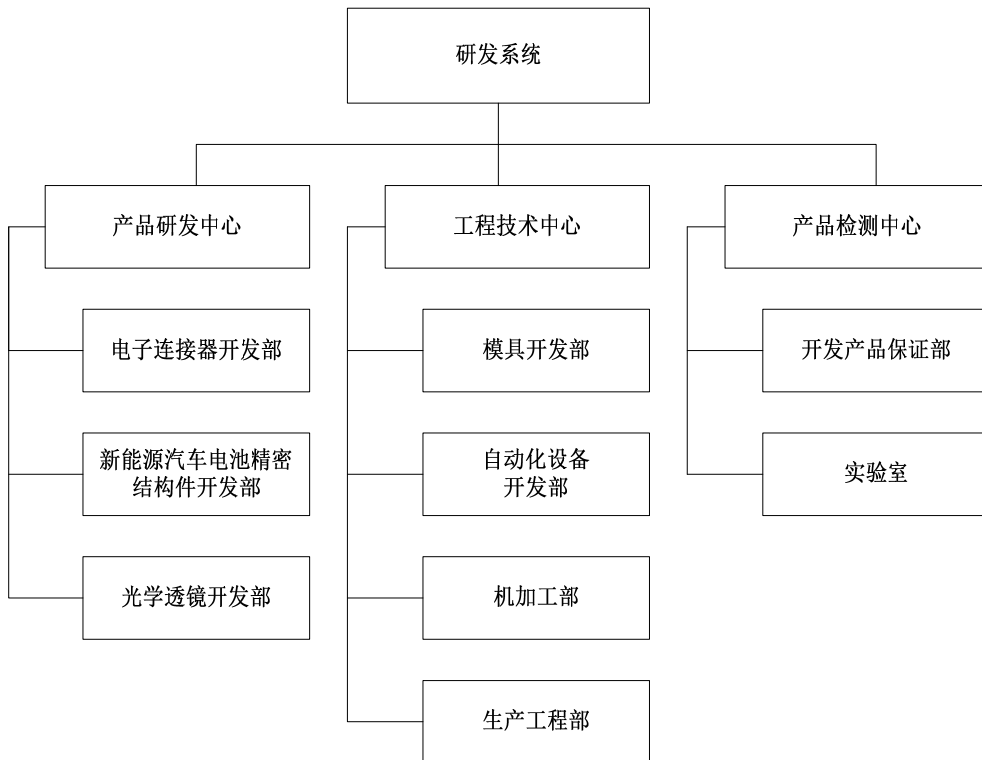 研发系统
产品研发中心
工程技术中心
产品检测中心
电子连接器开发部
模具开发部
开发产品保证部
新能源汽车电池精密
结构件开发部
自动化设备
开发部
实验室
光学透镜开发部
机加工部
生产工程部